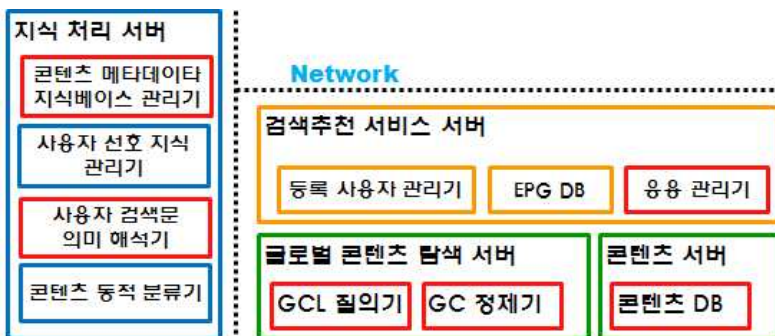 지식 처리 서버
콘텐츠 메타데이타
지식베이스 관리기
사용자 선호 지식
관리기
사용자 검색문
의미 해석기
콘텐츠 동적 분류기
Network
검색추천 서비스 서버
등록 사용자 관리기
EPG DB
응용 관리기
글로벌 콘텐츠 탐색 서버
GCL 질의기
GC 정제기
콘텐츠 서버
콘텐츠 DB